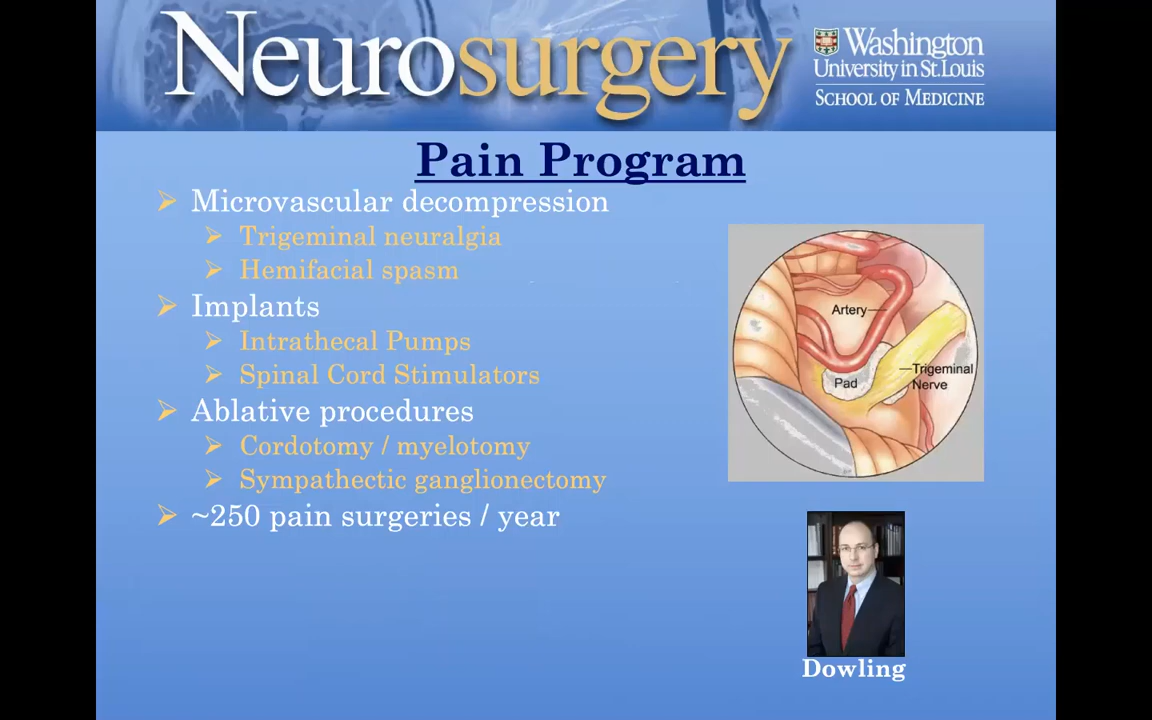 Neurosurgery
Washington
University in St. Louis
SCHOOL OF MEDICINE
Pain Program
Microvascular decompression
Trigeminal neuralgia
Hemifacial spasm
Implants
Intrathecal Pumps
Spinal Cord Stimulators
Ablative procedures
Cordotomy / myelotomy
Sympathectic ganglionectomy
~250 pain surgeries / year
Artery
Pad
Trigeminal
Nerve
Dowling